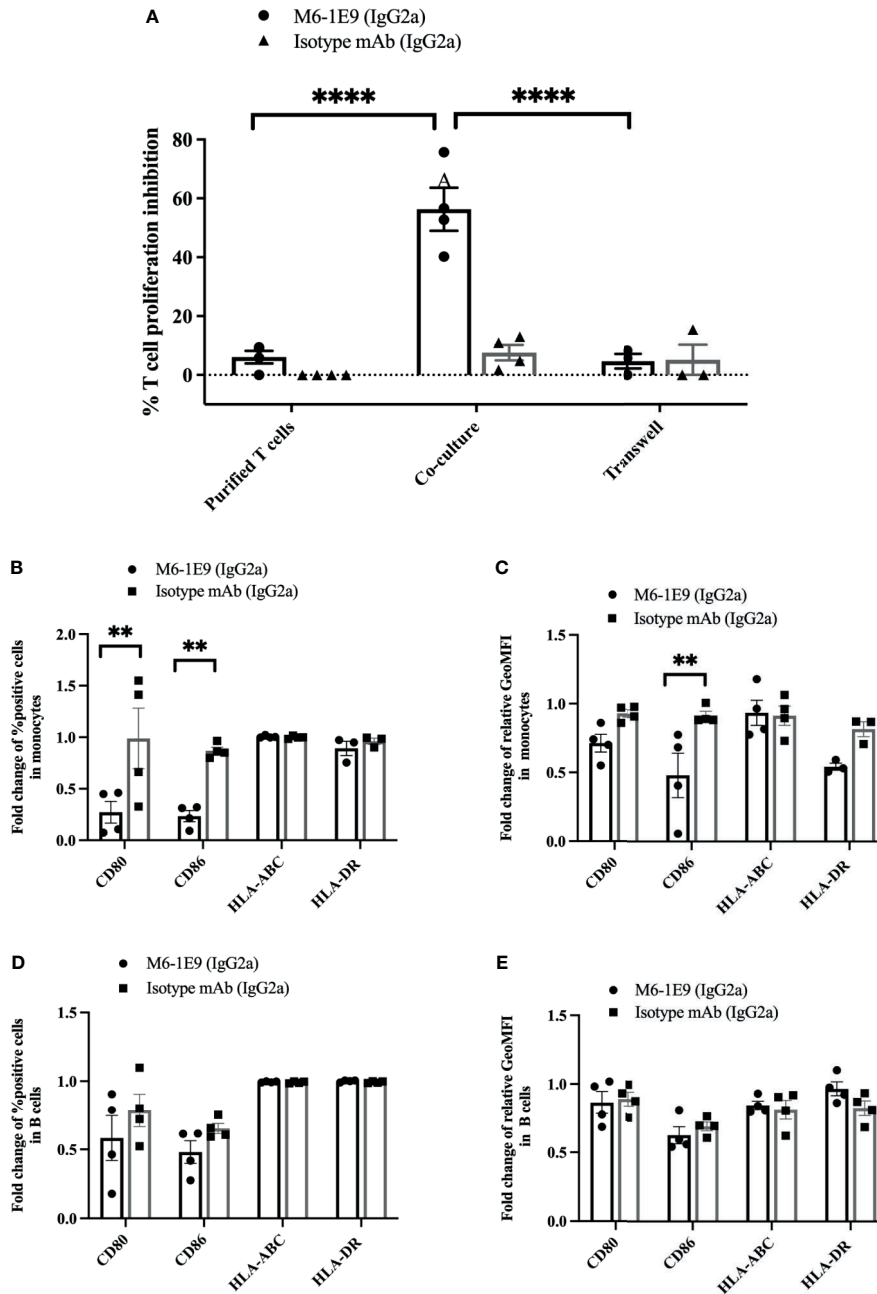 A
M6-1E9 (IgG2a)
Isotype mAb (IgG2a)
****
****
% T cell proliferation inhibition
80
60
40
20
0
A
Purified T cells
Co-culture
Transwell
B
M6-1E9 (IgG2a)
Isotype mAb (IgG2a)
Fold change of %positive cells
in monocytes
2.0
1.5
1.0
0.5
0.0
**
**
CD80
CD86
HLA-ABC
HLA-DR
C
M6-1E9 (IgG2a)
Isotype mAb (IgG2a)
Fold change of relative GeoMFI
in monocytes
1.5
1.0
0.5
0.0
**
CD80
CD86
HLA-ABC
HLA-DR
D
M6-1E9 (IgG2a)
Isotype mAb (IgG2a)
Fold change of %positive cells
in B cells
1.5
1.0
0.5
0.0
CD80
CD86
HLA-ABC
HLA-DR
E
M6-1E9 (IgG2a)
Isotype mAb (IgG2a)
Fold change of relative GeoMFI
in B cells
1.5
1.0
0.5
0.0
CD80
CD86
HLA-ABC
HLA-DR